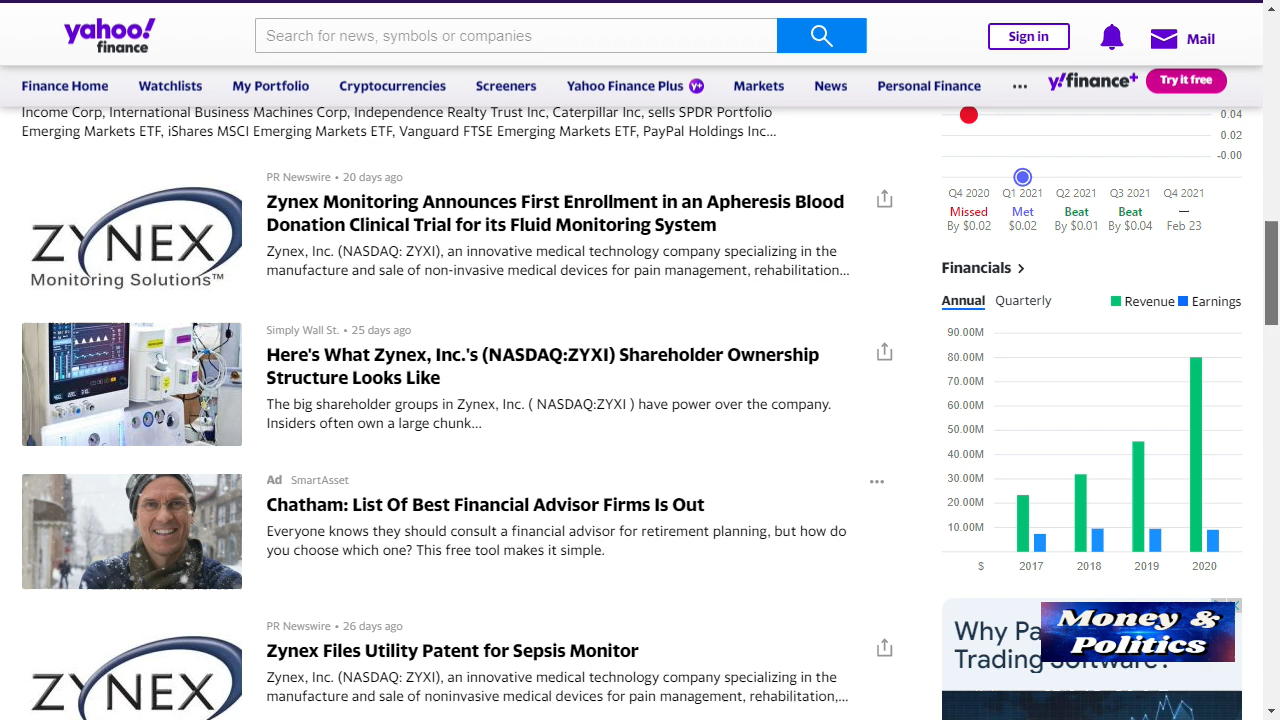 yahoo!
finance
Search for news, symbols or companies
Sign in
Mail
Finance Home
Watchlists
My Portfolio
Cryptocurrencies
Screeners
Yahoo Finance Plus
y+
Markets
News
Personal Finance
...
y!finance+
Try it free
Income Corp, International Business Machines Corp, Independence Realty Trust Inc, Caterpillar Inc, sells SPDR Portfolio
Emerging Markets ETF, iShares MSCI Emerging Markets ETF, Vanguard FTSE Emerging Markets ETF, PayPal Holdings Inc...
PR Newswire • 20 days ago
Zynex Monitoring Announces First Enrollment in an Apheresis Blood
Donation Clinical Trial for its Fluid Monitoring System
Zynex, Inc. (NASDAQ: ZYXI), an innovative medical technology company specializing in the
manufacture and sale of non-invasive medical devices for pain management, rehabilitation...
ZYNEX
Monitoring Solutions™
Simply Wall St. • 25 days ago
Here's What Zynex, Inc.'s (NASDAQ:ZYXI) Shareholder Ownership
Structure Looks Like
The big shareholder groups in Zynex, Inc. ( NASDAQ:ZYXI ) have power over the company.
Insiders often own a large chunk...
Ad SmartAsset
...
Chatham: List Of Best Financial Advisor Firms Is Out
Everyone knows they should consult a financial advisor for retirement planning, but how do
you choose which one? This free tool makes it simple.
PR Newswire • 26 days ago
Zynex Files Utility Patent for Sepsis Monitor
Zynex, Inc. (NASDAQ: ZYXI), an innovative medical technology company specializing in the
manufacture and sale of noninvasive medical devices for pain management, rehabilitation,...
ZYNEX
0.04
0.02
-0.00
Q4 2020 Q1 2021 Q2 2021 Q3 2021 Q4 2021
Missed Met Beat Beat —
By $0.02 $0.02 By $0.01 By $0.04 Feb 23
Financials
Annual Quarterly
Revenue Earnings
90.00M
80.00M
70.00M
60.00M
50.00M
40.00M
30.00M
20.00M
10.00M
$ 2017 2018 2019 2020
Why Pa
Trading Software?
Money &
Politics